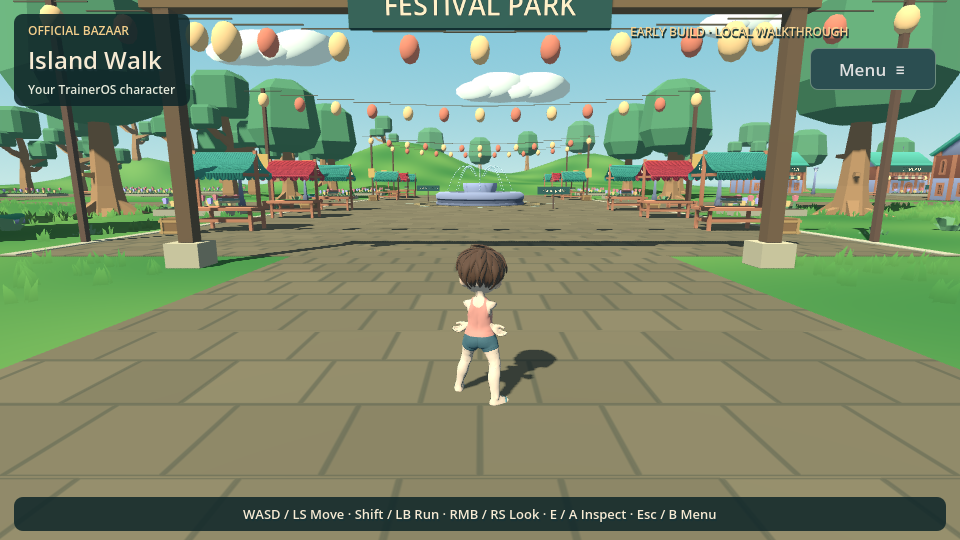 FESTIVAL PARK
OFFICIAL BAZAAR
Island Walk
Your TrainerOS character
EARLY BUILD · LOCAL WALKTHROUGH
Menu ≡
WASD / LS Move · Shift / LB Run · RMB / RS Look · E / A Inspect · Esc / B Menu